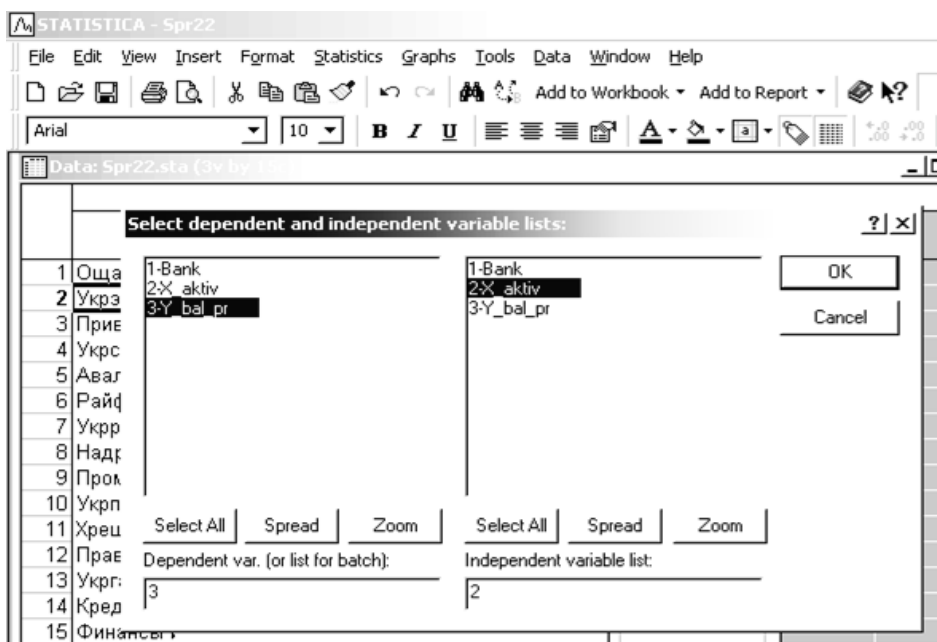 STATISTICA - Spr22
File Edit View Insert Format Statistics Graphs Tools Data Window Help
Add to Workbook Add to Report
Arial 10 B I U A a
Data: Spr22.sta (3v by
Select dependent and independent variable lists:
1-Bank 1-Bank OK
2-X_aktiv 2-X_aktiv
3-Y_bal_pr 3-Y_bal_pr Cancel
1 Оща
2 Укрэ
3 Прив
4 Укрс
5 Авал
6 Райф
7 Укрр
8 Надр
9 Пром
10 Укрп
11 Хрещ
12 Прав
13 Укрга
14 Кред
15 Финансы
Select All Spread Zoom Select All Spread Zoom
Dependent var. (or list for batch): Independent variable list:
3 2